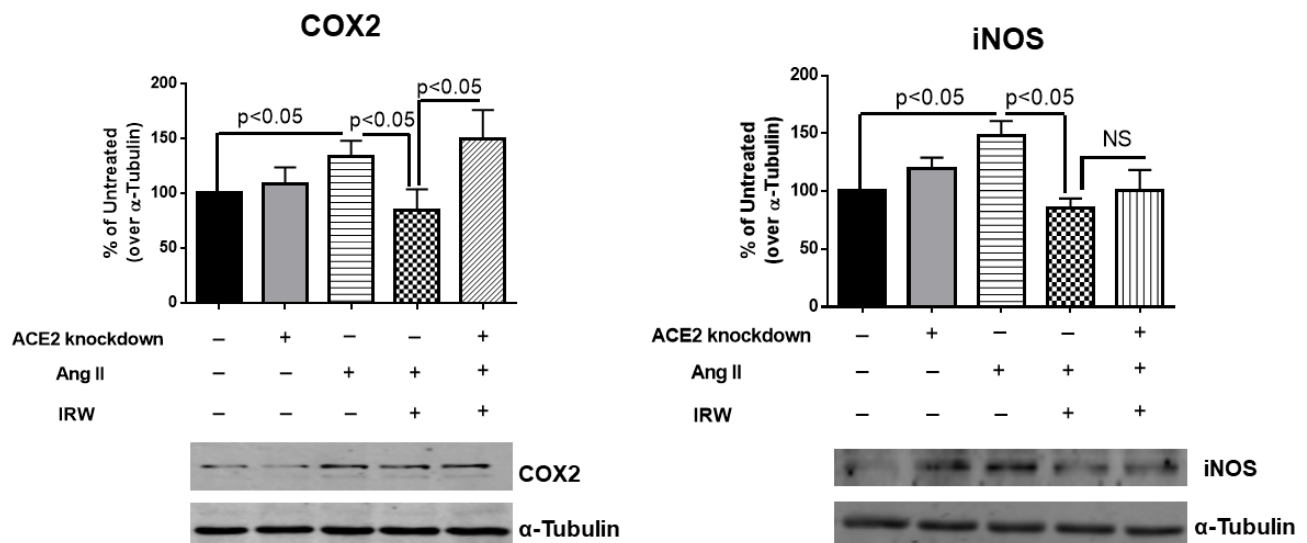 COX2
% of Untreated
(over α-Tubulin)
200
150
100
50
0
p<0.05
p<0.05
p<0.05
ACE2 knockdown – + – – +
Ang II – – + + +
IRW – – – + +
COX2
α-Tubulin
iNOS
% of Untreated
(over α-Tubulin)
200
150
100
50
0
p<0.05
p<0.05
NS
ACE2 knockdown – + – – +
Ang II – – + + +
IRW – – – + +
iNOS
α-Tubulin